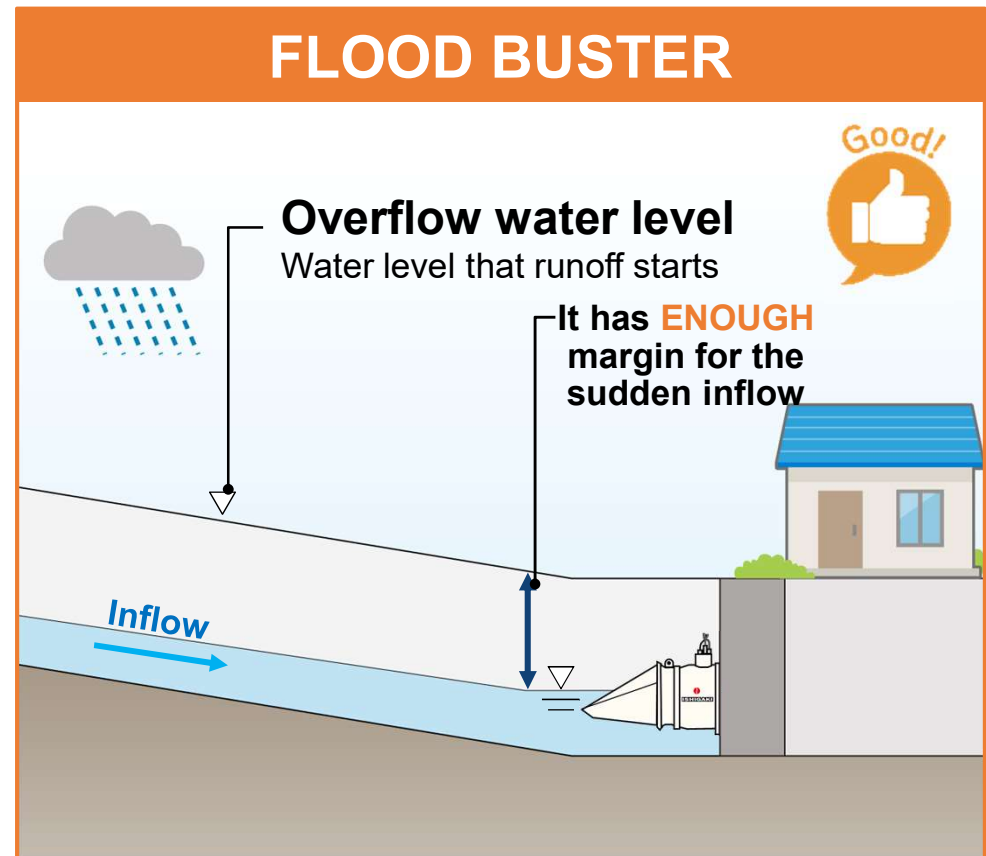 FLOOD BUSTER
Good!
Overflow water level
Water level that runoff starts
It has ENOUGH
margin for the
sudden inflow
Inflow
ISHIGAKI